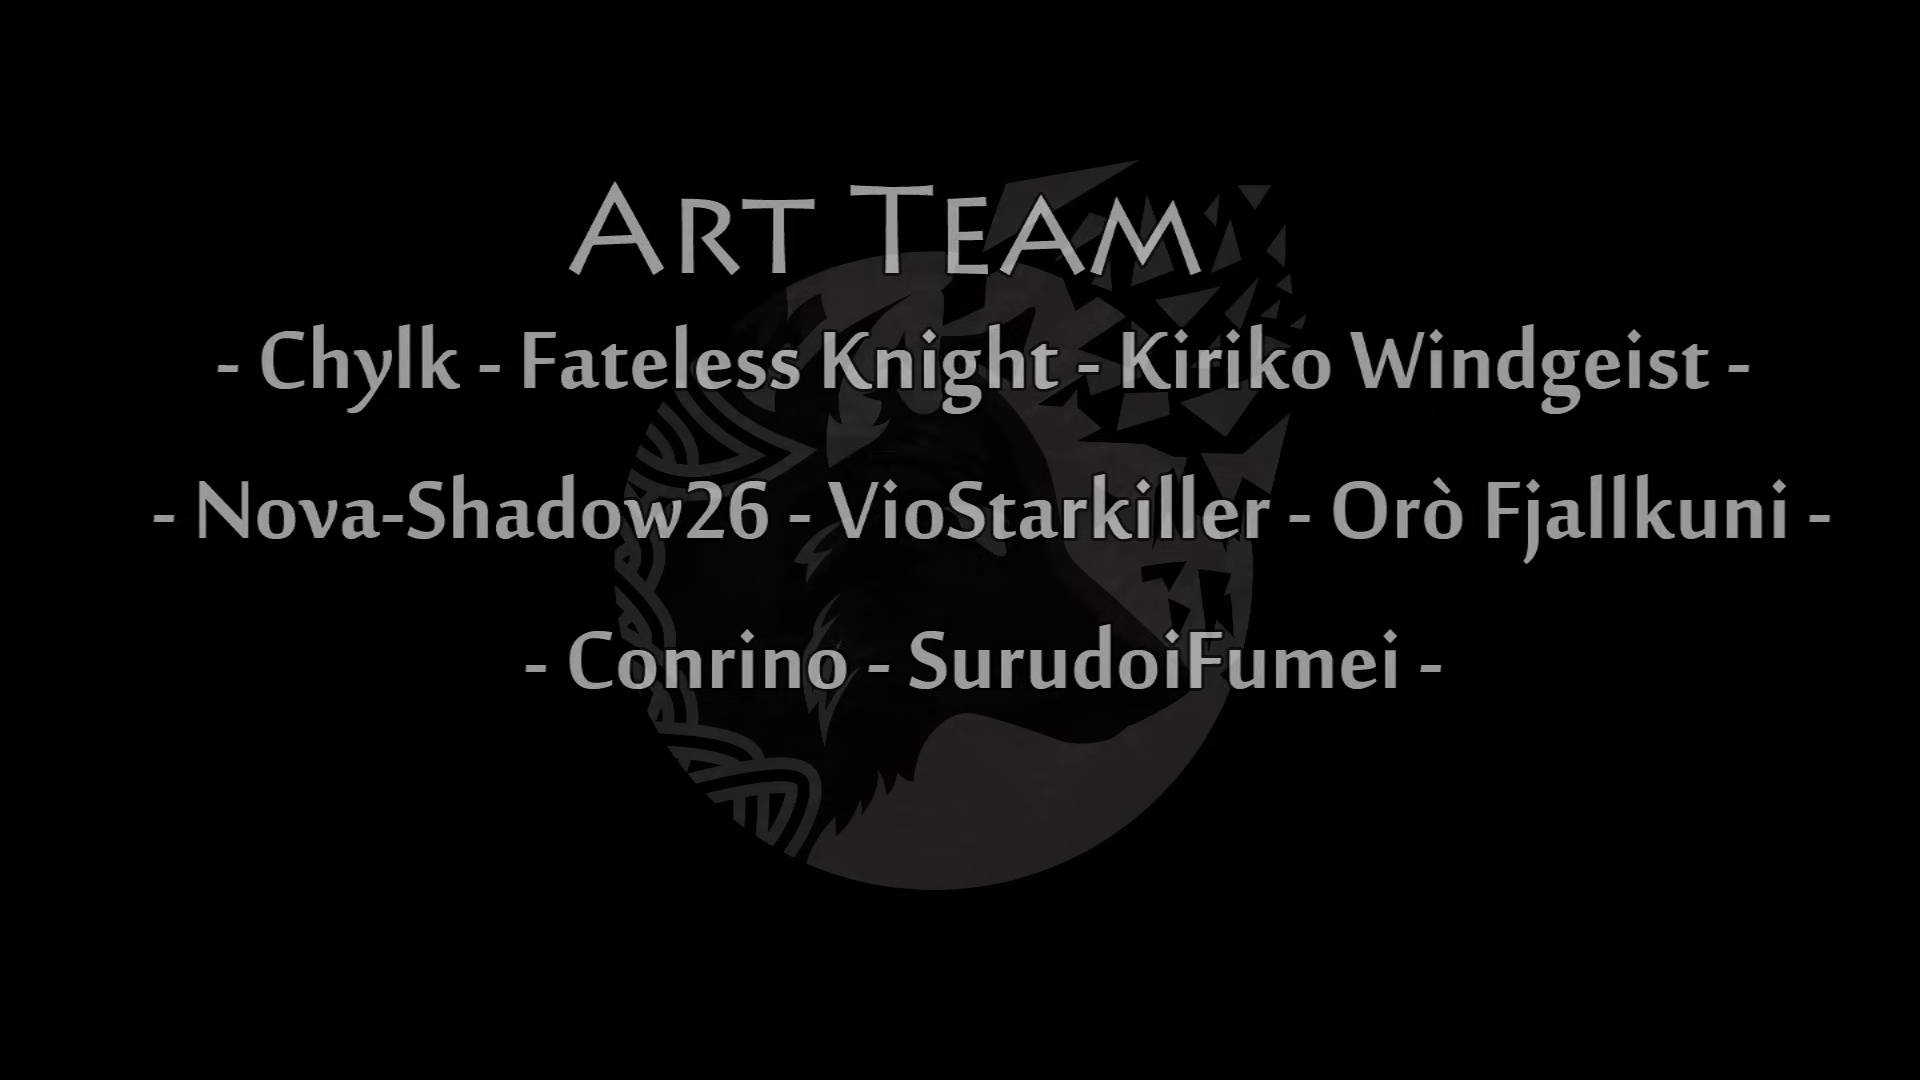 Art Team
- Chylk - Fateless Knight - Kiriko Windgeist -
- Nova-Shadow26 - VioStarkiller - Orò Fjallkuni -
- Conrino - SurudoiFumei -